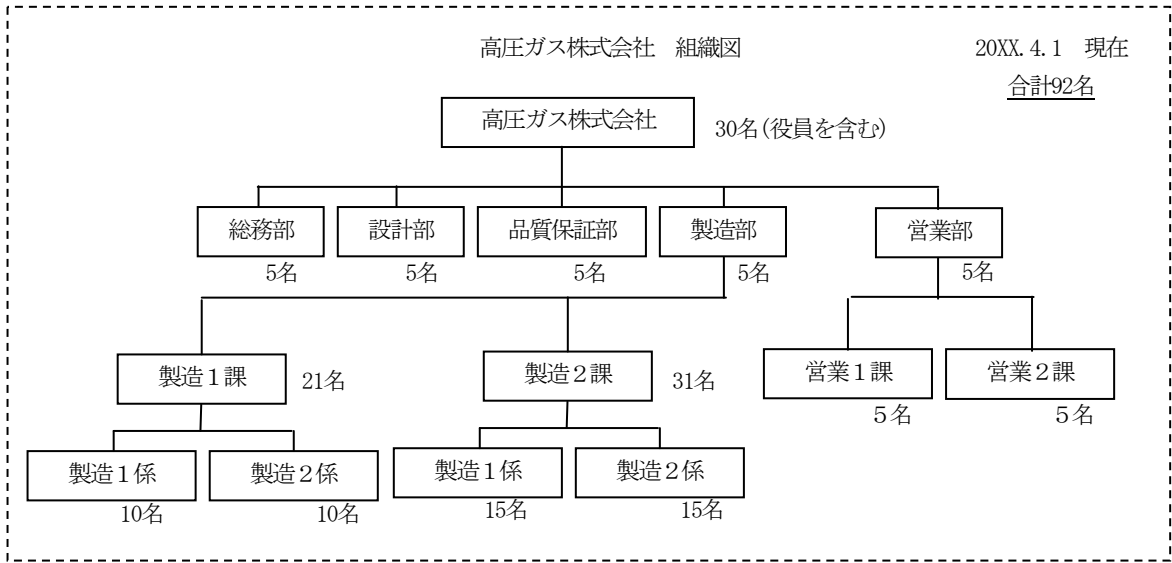 高圧ガス株式会社 組織図
20XX.4.1 現在
合計92名
高圧ガス株式会社
30名(役員を含む)
総務部
設計部
品質保証部
製造部
営業部
5名
5名
5名
5名
5名
製造1課
21名
製造2課
31名
営業1課
営業2課
5名
5名
製造1係
製造2係
製造1係
製造2係
10名
10名
15名
15名